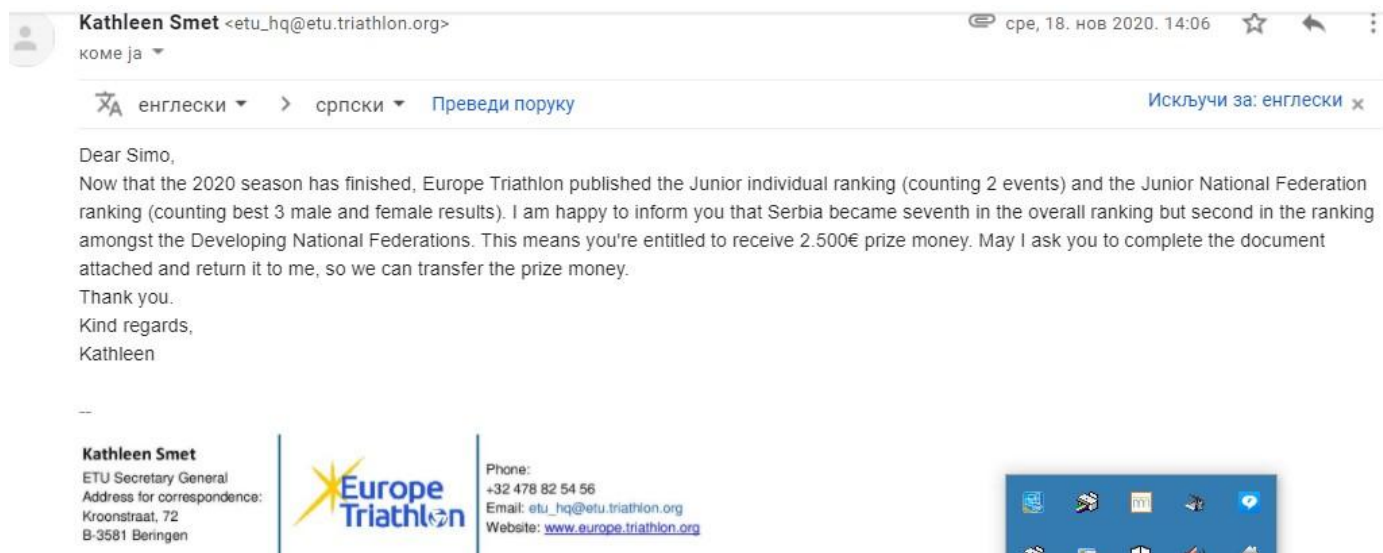 Kathleen Smet <etu_hq@etu.triathlon.org>
сре, 18. нов 2020. 14:06
коме ја
енглески > српски Преведи поруку
Искључи за: енглески x
Dear Simo,
Now that the 2020 season has finished, Europe Triathlon published the Junior individual ranking (counting 2 events) and the Junior National Federation
ranking (counting best 3 male and female results). I am happy to inform you that Serbia became seventh in the overall ranking but second in the ranking
amongst the Developing National Federations. This means you're entitled to receive 2.500€ prize money. May I ask you to complete the document
attached and return it to me, so we can transfer the prize money.
Thank you.
Kind regards,
Kathleen
--
Kathleen Smet
ETU Secretary General
Address for correspondence:
Kroonstraat, 72
B-3581 Beringen
Europe
Triathlon
Phone:
+32 478 82 54 56
Email: etu_hq@etu.triathlon.org
Website: www.europe.triathlon.org